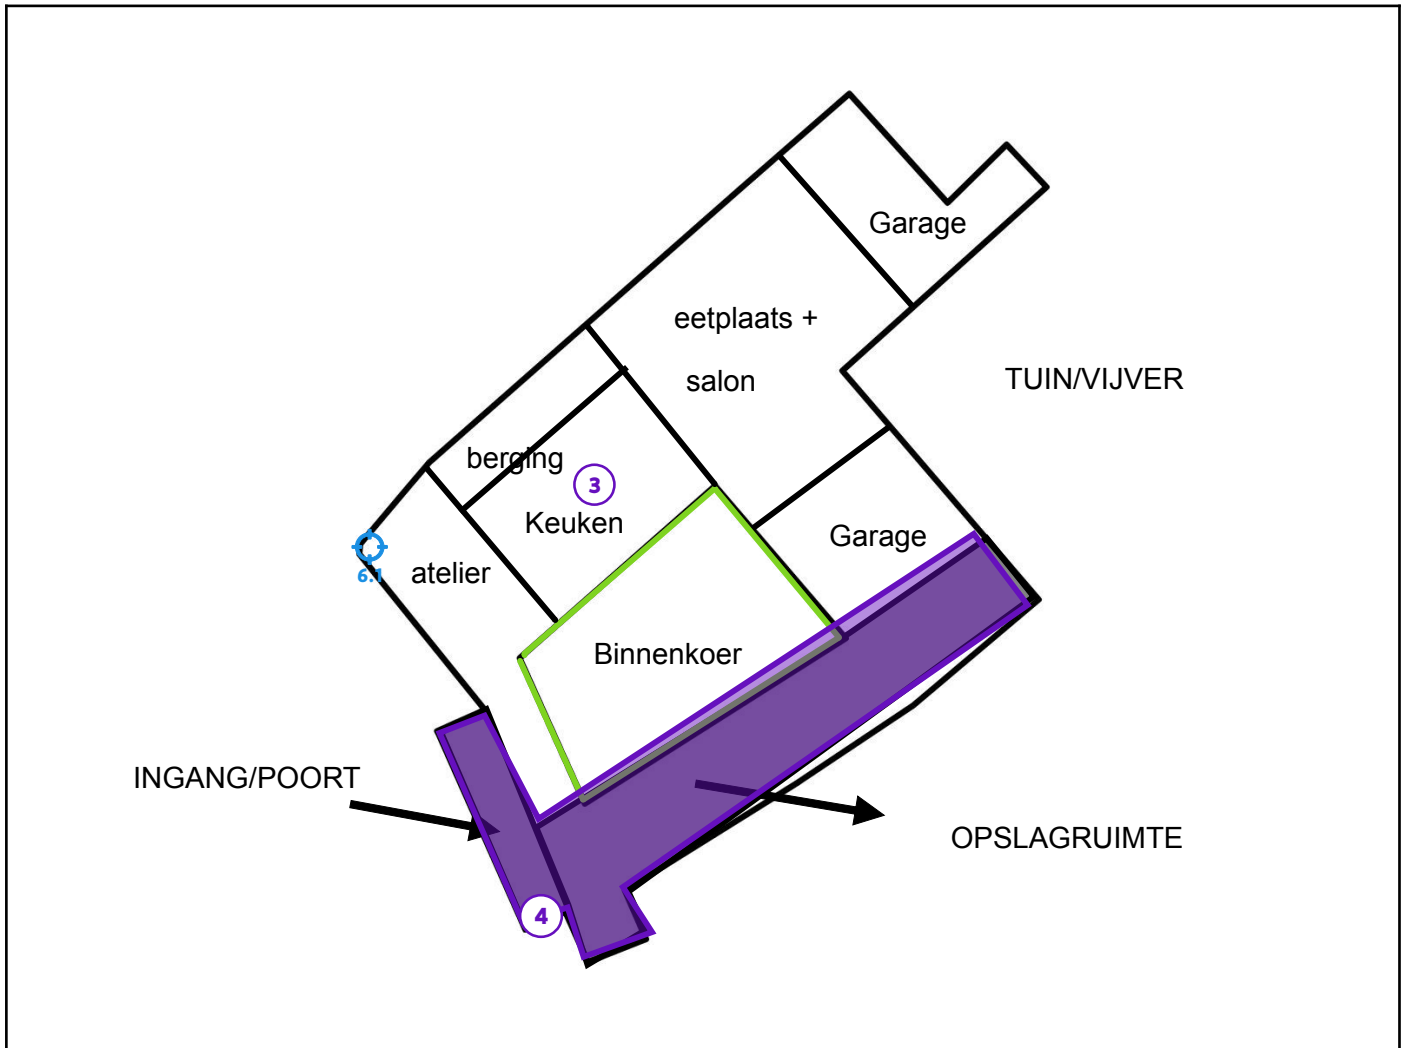 Garage
eetplaats +
salon
TUIN/VIJVER
berging
3
Keuken
Garage
6.1
atelier
Binnenkoer
INGANG/POORT
OPSLAGRUIMTE
4